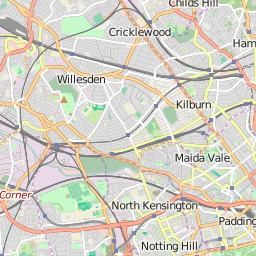 Childs Hill
Cricklewood
Ham
Willesden
Kilburn
Maida Vale
Corner
North Kensington
Padding
Notting Hill